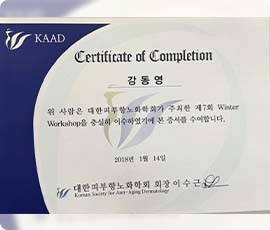 KAAD
Certificate of Completion
강동영
위 사람은 대한피부항노화학회가 주최한 제7회 Winter
Workshop을 충실히 이수하였기에 본 증서를 수여합니다.
2018년 1월 14일
대한피부항노화학회 회장 이수근
Korean Society for Anti-Aging Dermatology